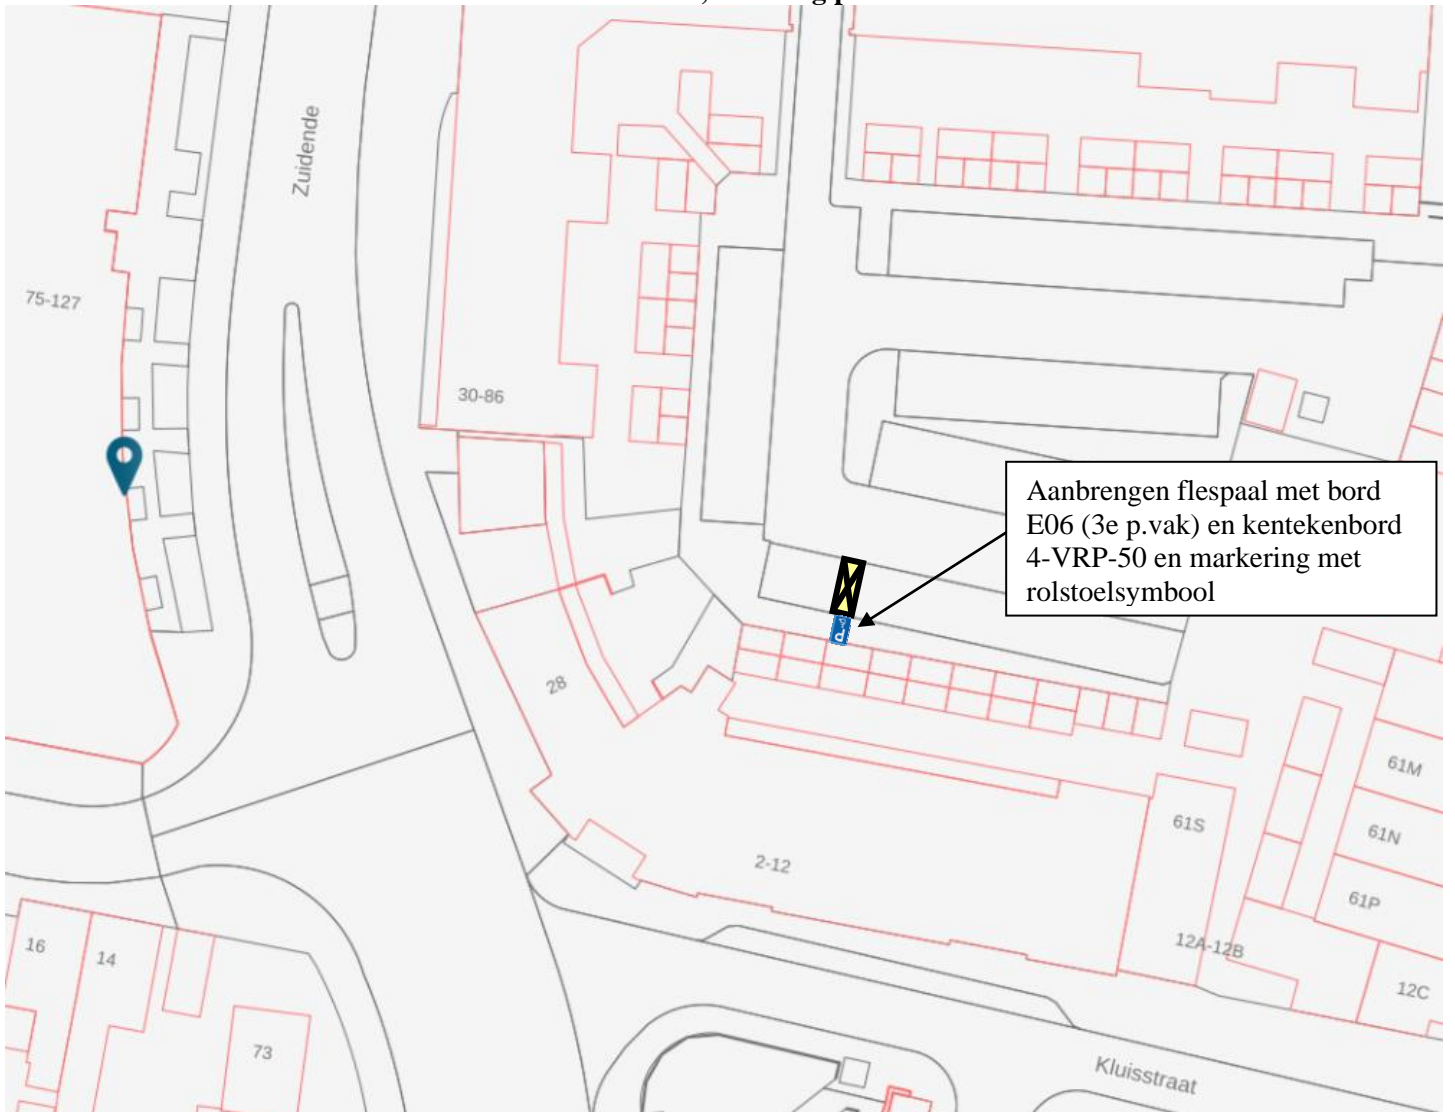 Zuidende
75-127
30-86
Aanbrengen flespaal met bord
E06 (3e p.vak) en kentekenbord
4-VRP-50 en markering met
rolstoelsymbool
P
28
61M
61S
61N
2-12
61P
16
14
12A-12B
12C
73
Kluisstraat